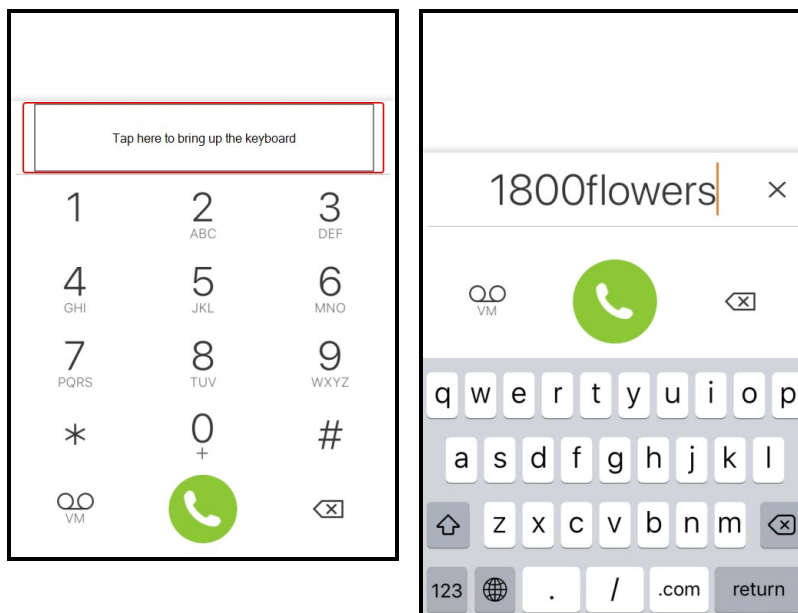 Tap here to bring up the keyboard
1 2 3
ABC DEF
4 5 6
GHI JKL MNO
7 8 9
PQRS TUV WXYZ
* 0 #
+
VM
1800flowers
VM
q w e r t y u i o p
a s d f g h j k l
z x c v b n m
123 . / .com return